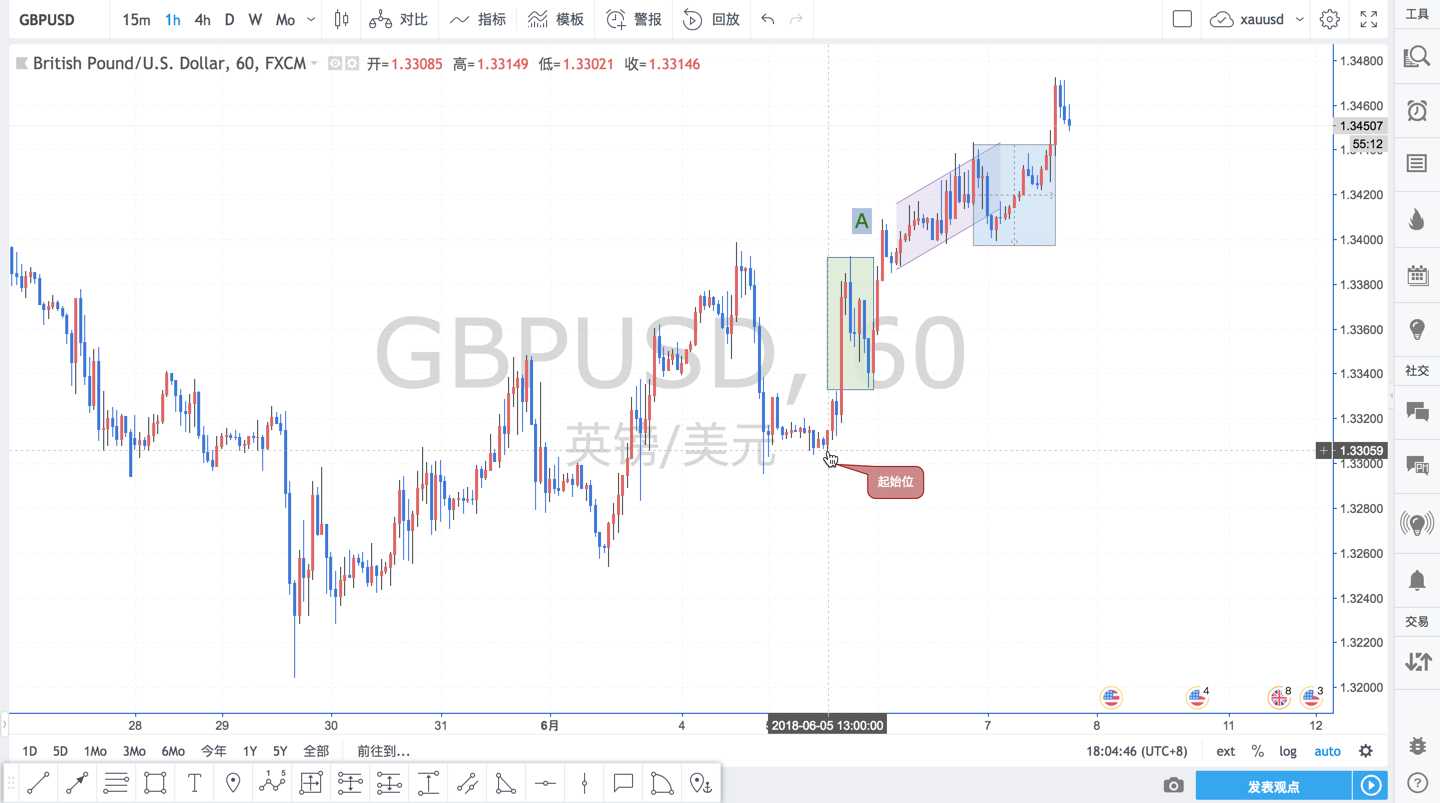 GBPUSD 15m 1h 4h D W Mo 对比 指标 模板 警报 回放 xauusd 工具
British Pound/U.S. Dollar, 60, FXCM 开=1.33085 高=1.33149 低=1.33021 收=1.33146
1.34800
1.34600
1.34507
55:12
1.34200
A
1.34000
1.33800
1.33600
GBPUSD, 60
社交
1.33400
1.33200
英镑/美元
1.33059
1.33000
起始位
1.32800
1.32600
1.32400
交易
1.32200
1.32000
4 8 3
28 29 30 31 6月 4 2018-06-05 13:00:00 7 8 11 12
1D 5D 1Mo 3Mo 6Mo 今年 1Y 5Y 全部 前往到... 18:04:46 (UTC+8) ext % log auto
T 1 5 发表观点 ?